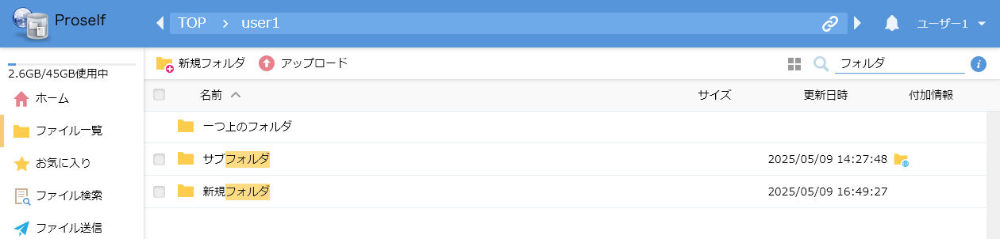 Proself
TOP > user1
ユーザー1
2.6GB/45GB使用中
ホーム
ファイル一覧
お気に入り
ファイル検索
ファイル送信
新規フォルダ アップロード フォルダ
名前 サイズ 更新日時 付加情報
一つ上のフォルダ
サブフォルダ 2025/05/09 14:27:48
新規フォルダ 2025/05/09 16:49:27